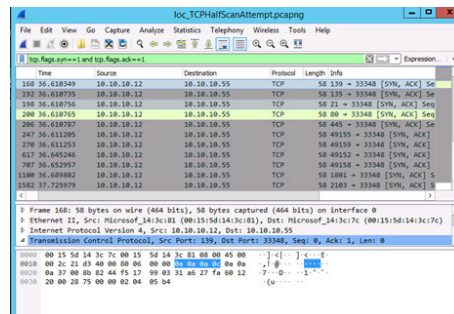 loc_TCPHalfScanAttempt.pcapng
File Edit View Go Capture Analyze Statistics Telephony Wireless Tools Help
tcp.flags.syn==1 and tcp.flags.ack==1 Expression...
Time Source Destination Protocol Length Info
168 36.610349 10.10.10.12 10.10.10.55 TCP 58 139 → 33348 [SYN, ACK] Se
192 36.610735 10.10.10.12 10.10.10.55 TCP 58 135 → 33348 [SYN, ACK] Se
198 36.610756 10.10.10.12 10.10.10.55 TCP 58 21 → 33348 [SYN, ACK] Seq
200 36.610765 10.10.10.12 10.10.10.55 TCP 58 80 → 33348 [SYN, ACK] Seq
206 36.610787 10.10.10.12 10.10.10.55 TCP 58 445 → 33348 [SYN, ACK] Se
247 36.611205 10.10.10.12 10.10.10.55 TCP 58 49155 → 33348 [SYN, ACK]
270 36.611253 10.10.10.12 10.10.10.55 TCP 58 49159 → 33348 [SYN, ACK]
617 36.645246 10.10.10.12 10.10.10.55 TCP 58 49152 → 33348 [SYN, ACK]
707 36.652957 10.10.10.12 10.10.10.55 TCP 58 49158 → 33348 [SYN, ACK]
1100 36.689802 10.10.10.12 10.10.10.55 TCP 58 1801 → 33348 [SYN, ACK] S
1582 37.725979 10.10.10.12 10.10.10.55 TCP 58 2103 → 33348 [SYN, ACK] S
Frame 168: 58 bytes on wire (464 bits), 58 bytes captured (464 bits) on interface 0
Ethernet II, Src: Microsof_14:3c:81 (00:15:5d:14:3c:81), Dst: Microsof_14:3c:7c (00:15:5d:14:3c:7c)
Internet Protocol Version 4, Src: 10.10.10.12, Dst: 10.10.10.55
Transmission Control Protocol, Src Port: 139, Dst Port: 33348, Seq: 0, Ack: 1, Len: 0
0000 00 15 5d 14 3c 7c 00 15 5d 14 3c 81 08 00 45 00
0010 00 2c 21 d3 40 00 80 06 00 00 0a 0a 0a 0c 0a 0a
0020 0a 37 00 8b 82 44 f5 17 99 03 31 a6 27 fa 60 12
0030 20 00 28 75 00 00 02 04 05 b4